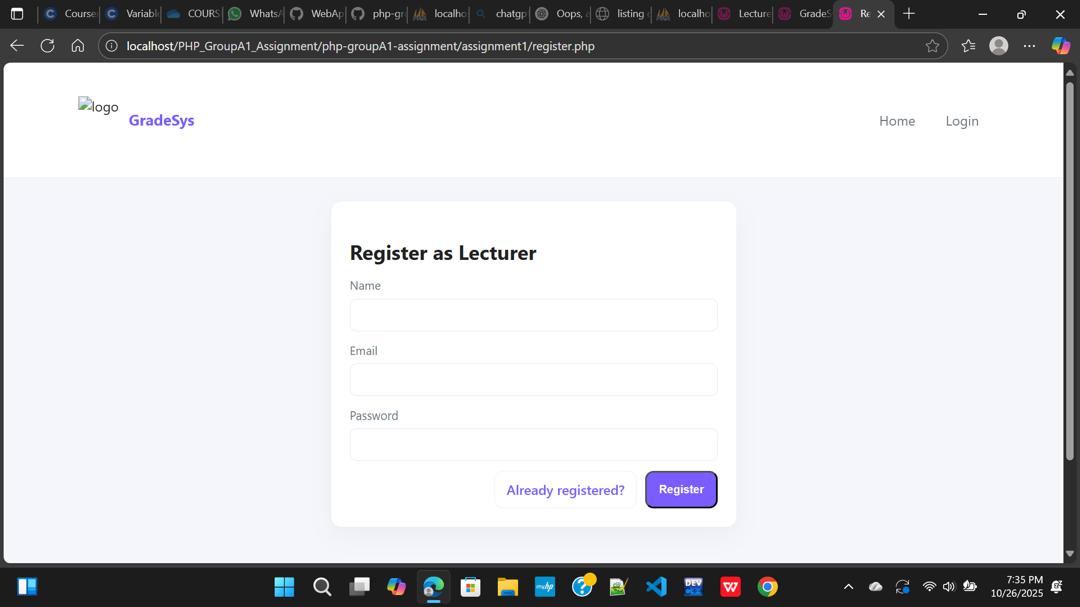 Course
Variabl
COURS
WhatsA
WebAp
php-gr
localho
chatgp
Oops, a
listing
localho
Lecture
GradeS
Re
localhost/PHP_GroupA1_Assignment/php-groupA1-assignment/assignment1/register.php
logo
GradeSys
Home
Login
Register as Lecturer
Name
Email
Password
Already registered?
Register
DEV
7:35 PM
10/26/2025